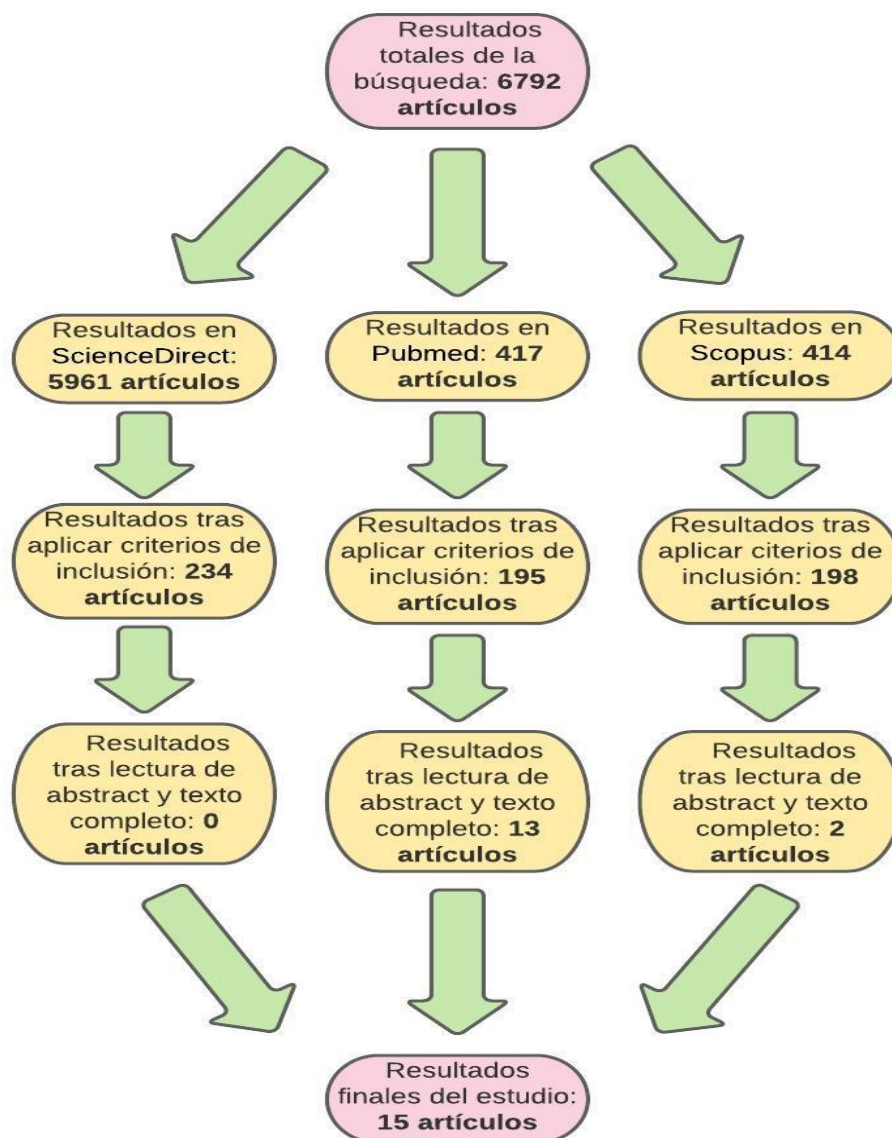 Resultados
totales de la
búsqueda: 6792
artículos
Resultados en
ScienceDirect:
5961 artículos
Resultados en
Pubmed: 417
artículos
Resultados en
Scopus: 414
artículos
Resultados tras
aplicar criterios de
inclusión: 234
artículos
Resultados tras
aplicar criterios de
inclusión: 195
artículos
Resultados tras
aplicar citerios de
inclusión: 198
artículos
Resultados
tras lectura de
abstract y texto
completo: 0
artículos
Resultados
tras lectura de
abstract y texto
completo: 13
artículos
Resultados
tras lectura de
abstract y texto
completo: 2
artículos
Resultados
finales del estudio:
15 artículos